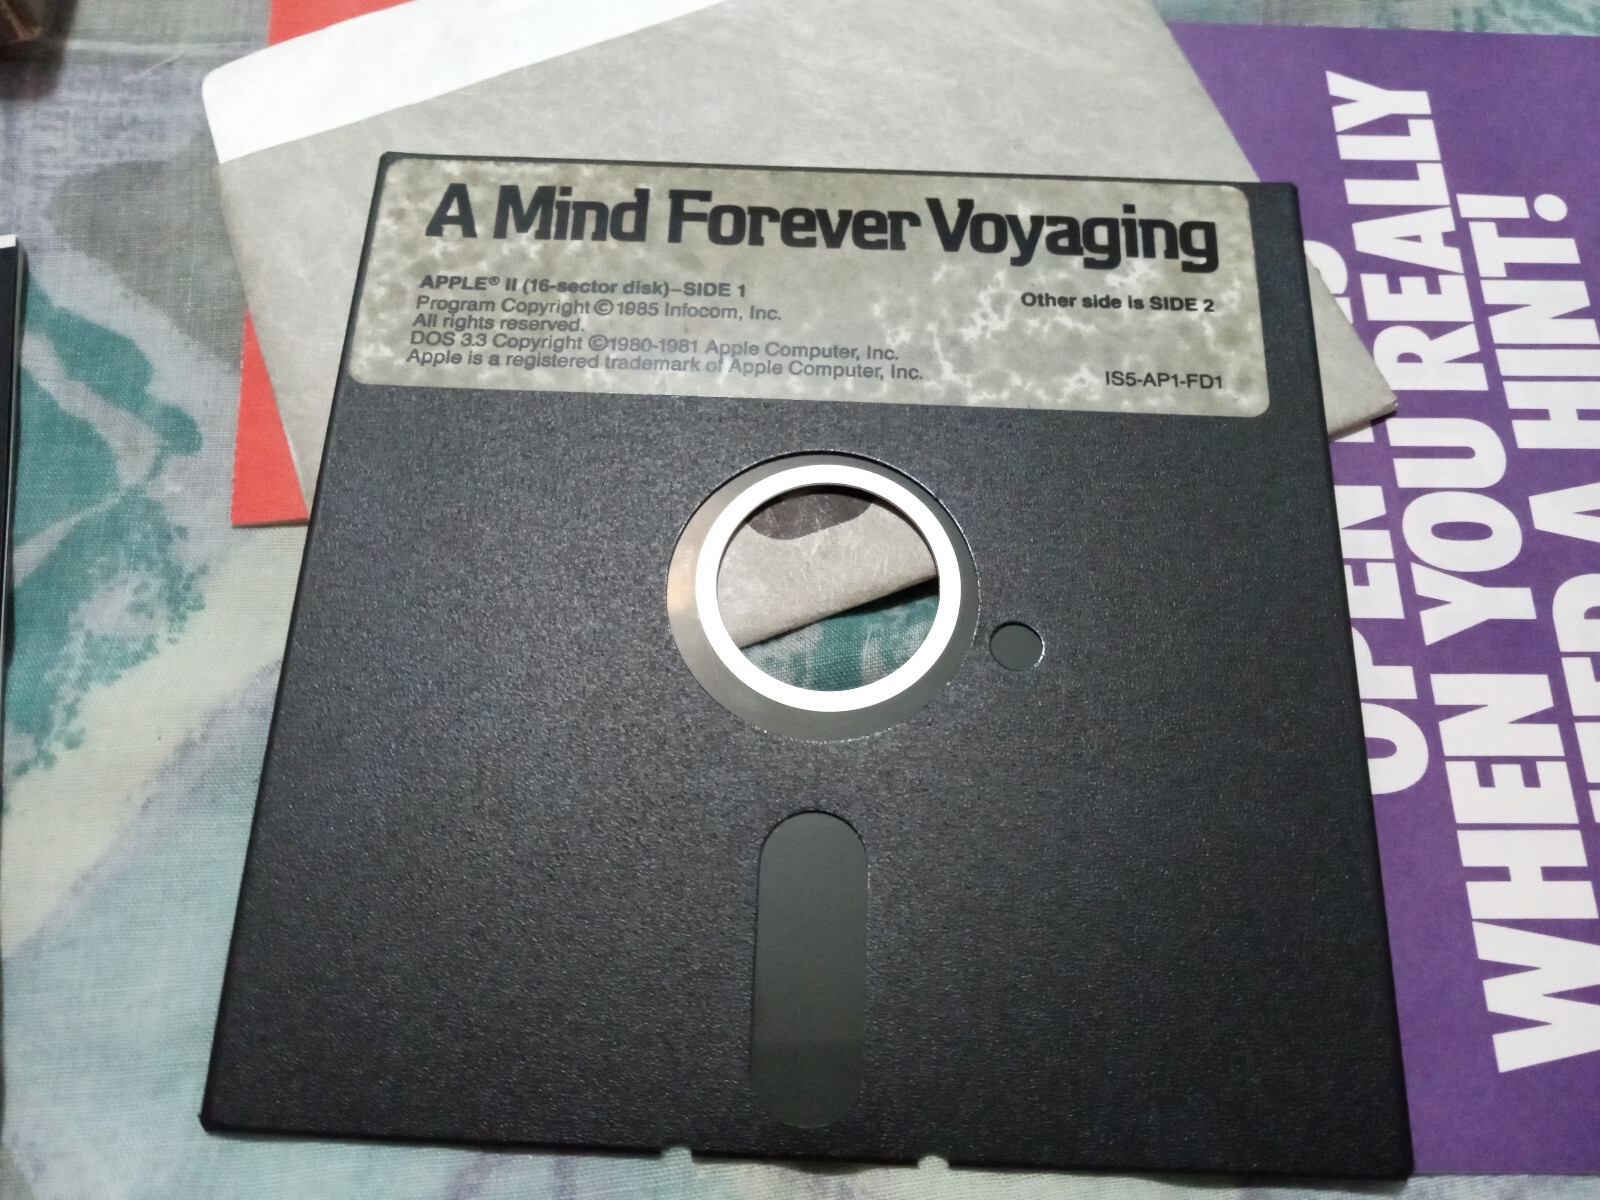 A Mind Forever Voyaging
APPLE® II (16-sector disk)–SIDE 1
Program Copyright ©1985 Infocom, Inc.
All rights reserved.
DOS 3.3 Copyright ©1980-1981 Apple Computer, Inc.
Apple is a registered trademark of Apple Computer, Inc.
Other side is SIDE 2
IS5-AP1-FD1
OPEN
WHEN YOU REALLY
A HINT!